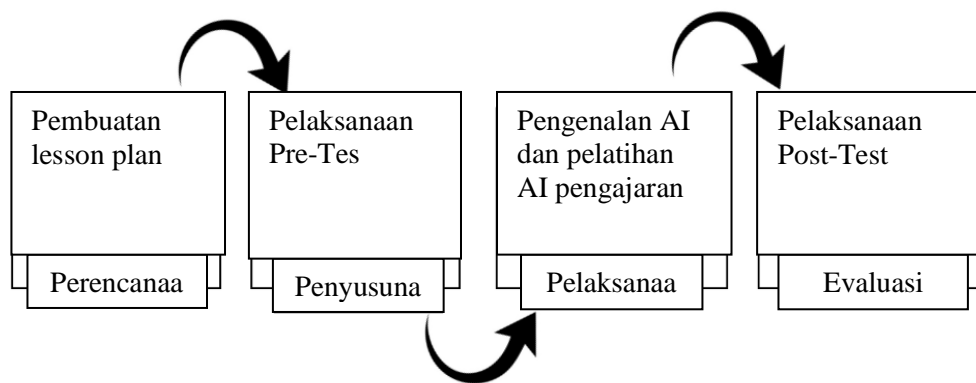 Pembuatan
lesson plan
Perencanaa
Pelaksanaan
Pre-Tes
Penyusuna
Pengenalan AI
dan pelatihan
AI pengajaran
Pelaksanaa
Pelaksanaan
Post-Test
Evaluasi